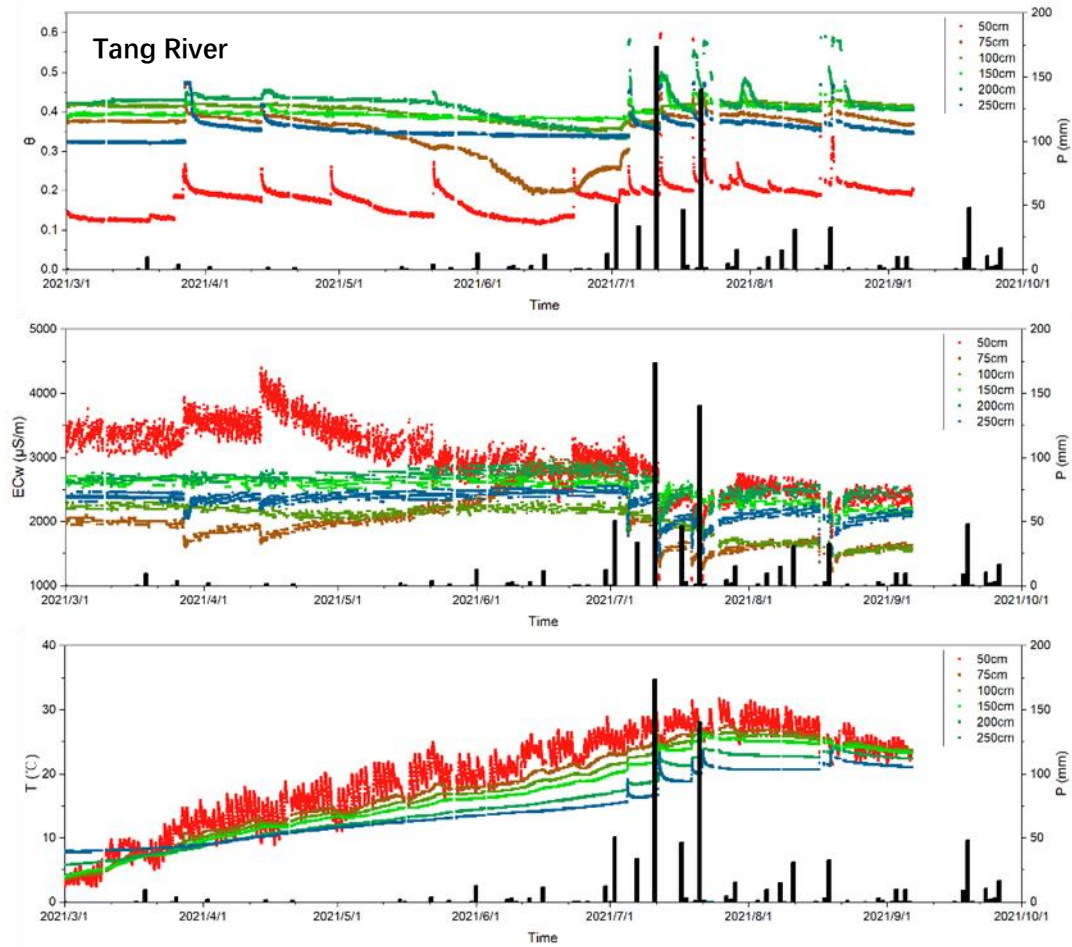 Tang River
θ
0.6
0.5
0.4
0.3
0.2
0.1
0.0
200
150
100
50
0
P (mm)
50cm
75cm
100cm
150cm
200cm
250cm
2021/3/1 2021/4/1 2021/5/1 2021/6/1 2021/7/1 2021/8/1 2021/9/1 2021/10/1
Time
ECw (μS/m)
5000
4000
3000
2000
1000
200
150
100
50
0
P (mm)
50cm
75cm
100cm
150cm
200cm
250cm
2021/3/1 2021/4/1 2021/5/1 2021/6/1 2021/7/1 2021/8/1 2021/9/1 2021/10/1
Time
T (℃)
40
30
20
10
0
200
150
100
50
0
P (mm)
50cm
75cm
100cm
150cm
200cm
250cm
2021/3/1 2021/4/1 2021/5/1 2021/6/1 2021/7/1 2021/8/1 2021/9/1 2021/10/1
Time